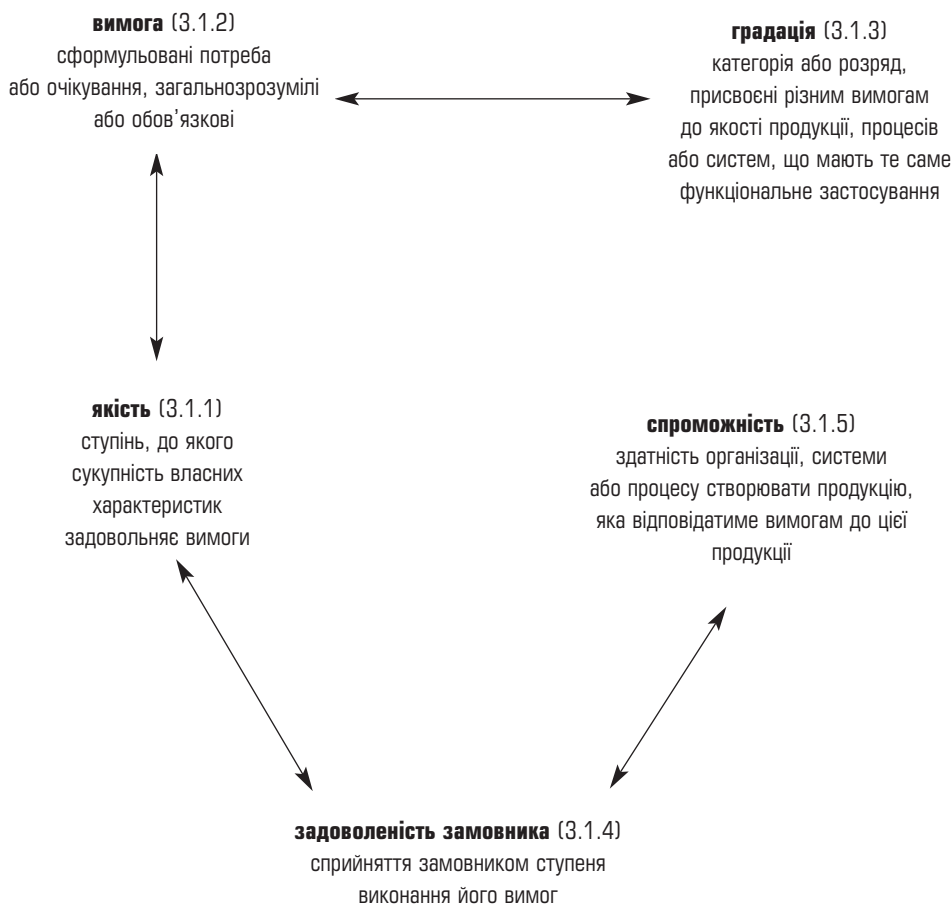 вимога (3.1.2)
сформульовані потреба
або очікування, загальнозрозумілі
або обов’язкові
градація (3.1.3)
категорія або розряд,
присвоєні різним вимогам
до якості продукції, процесів
або систем, що мають те саме
функціональне застосування
якість (3.1.1)
ступінь, до якого
сукупність власних
характеристик
задовольняє вимоги
спроможність (3.1.5)
здатність організації, системи
або процесу створювати продукцію,
яка відповідатиме вимогам до цієї
продукції
задоволеність замовника (3.1.4)
сприйняття замовником ступеня
виконання його вимог